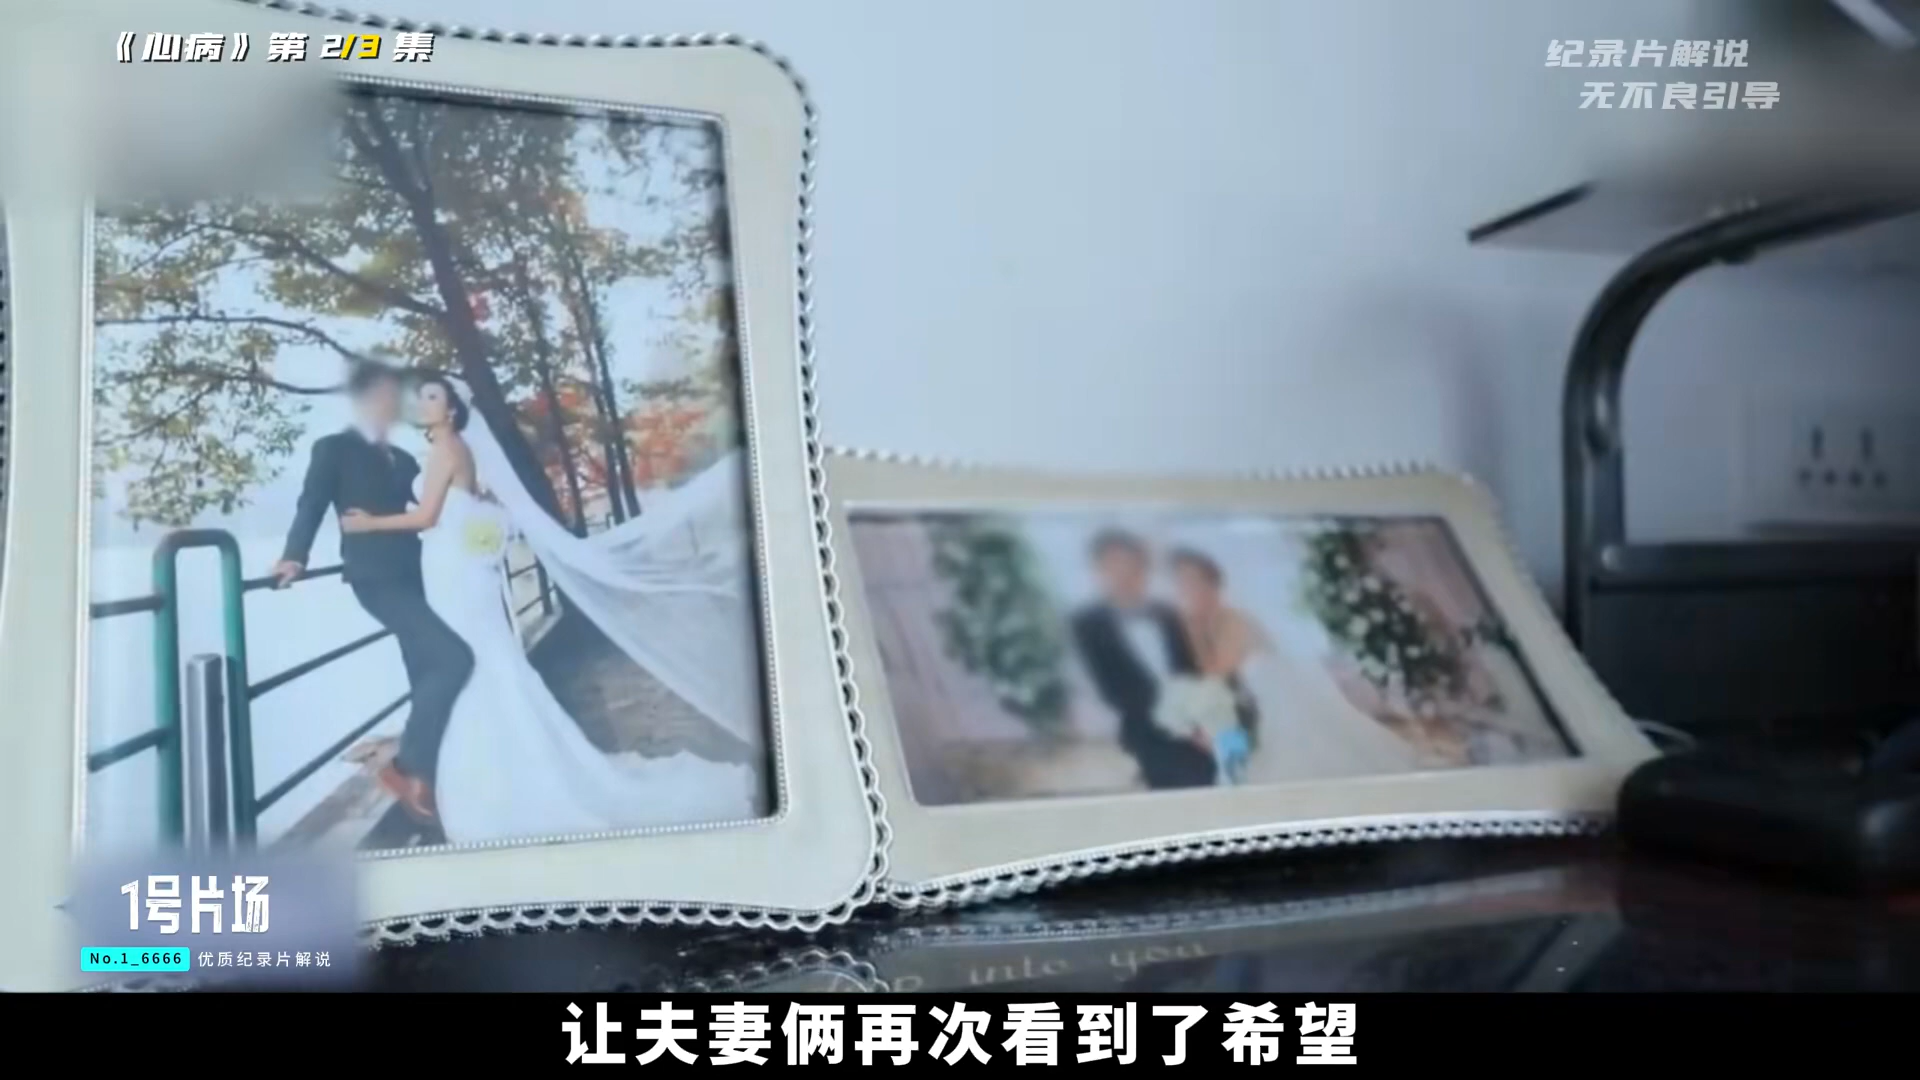 《心病》第 2/3 集
纪录片解说
无不良引导
1号片场
No.1_6666 优质纪录片解说
into you
让夫妻俩再次看到了希望